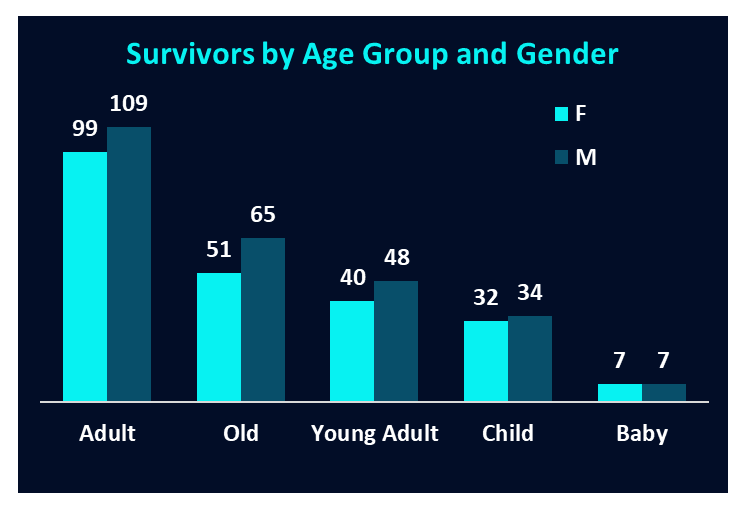 Survivors by Age Group and Gender
F
M
99
109
51
65
40
48
32
34
7
7
Adult
Old
Young Adult
Child
Baby